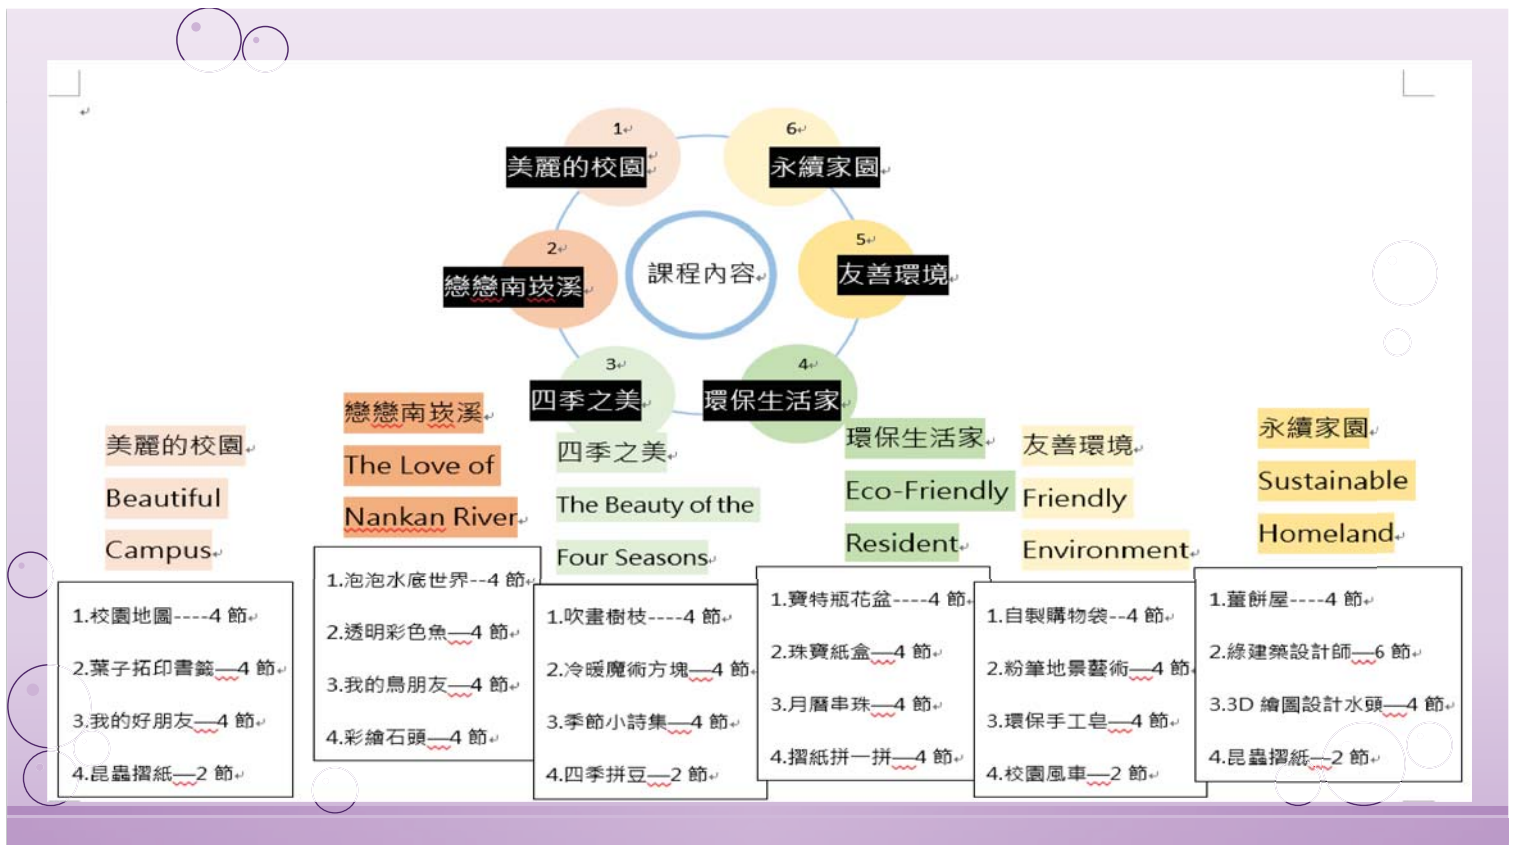 1
美麗的校園
6
永續家園
2
戀戀南崁溪
課程內容
5
友善環境
3
四季之美
4
環保生活家
美麗的校園
Beautiful
Campus
1.校園地圖----4 節
2.葉子拓印書籤—4 節
3.我的好朋友—4 節
4.昆蟲摺紙—2 節
戀戀南崁溪
The Love of
Nankan River
1.泡泡水底世界--4 節
2.透明彩色魚—4 節
3.我的鳥朋友—4 節
4.彩繪石頭—4 節
四季之美
The Beauty of the
Four Seasons
1.吹畫樹枝----4 節
2.冷暖魔術方塊—4 節
3.季節小詩集—4 節
4.四季拼豆—2 節
環保生活家
Eco-Friendly
Resident
1.寶特瓶花盆----4 節
2.珠寶紙盒—4 節
3.月曆串珠—4 節
4.摺紙拼一拼—4 節
友善環境
Friendly
Environment
1.自製購物袋--4 節
2.粉筆地景藝術—4 節
3.環保手工皂—4 節
4.校園風車—2 節
永續家園
Sustainable
Homeland
1.薑餅屋----4 節
2.綠建築設計師—6 節
3.3D 繪圖設計水頭—4 節
4.昆蟲摺紙—2 節